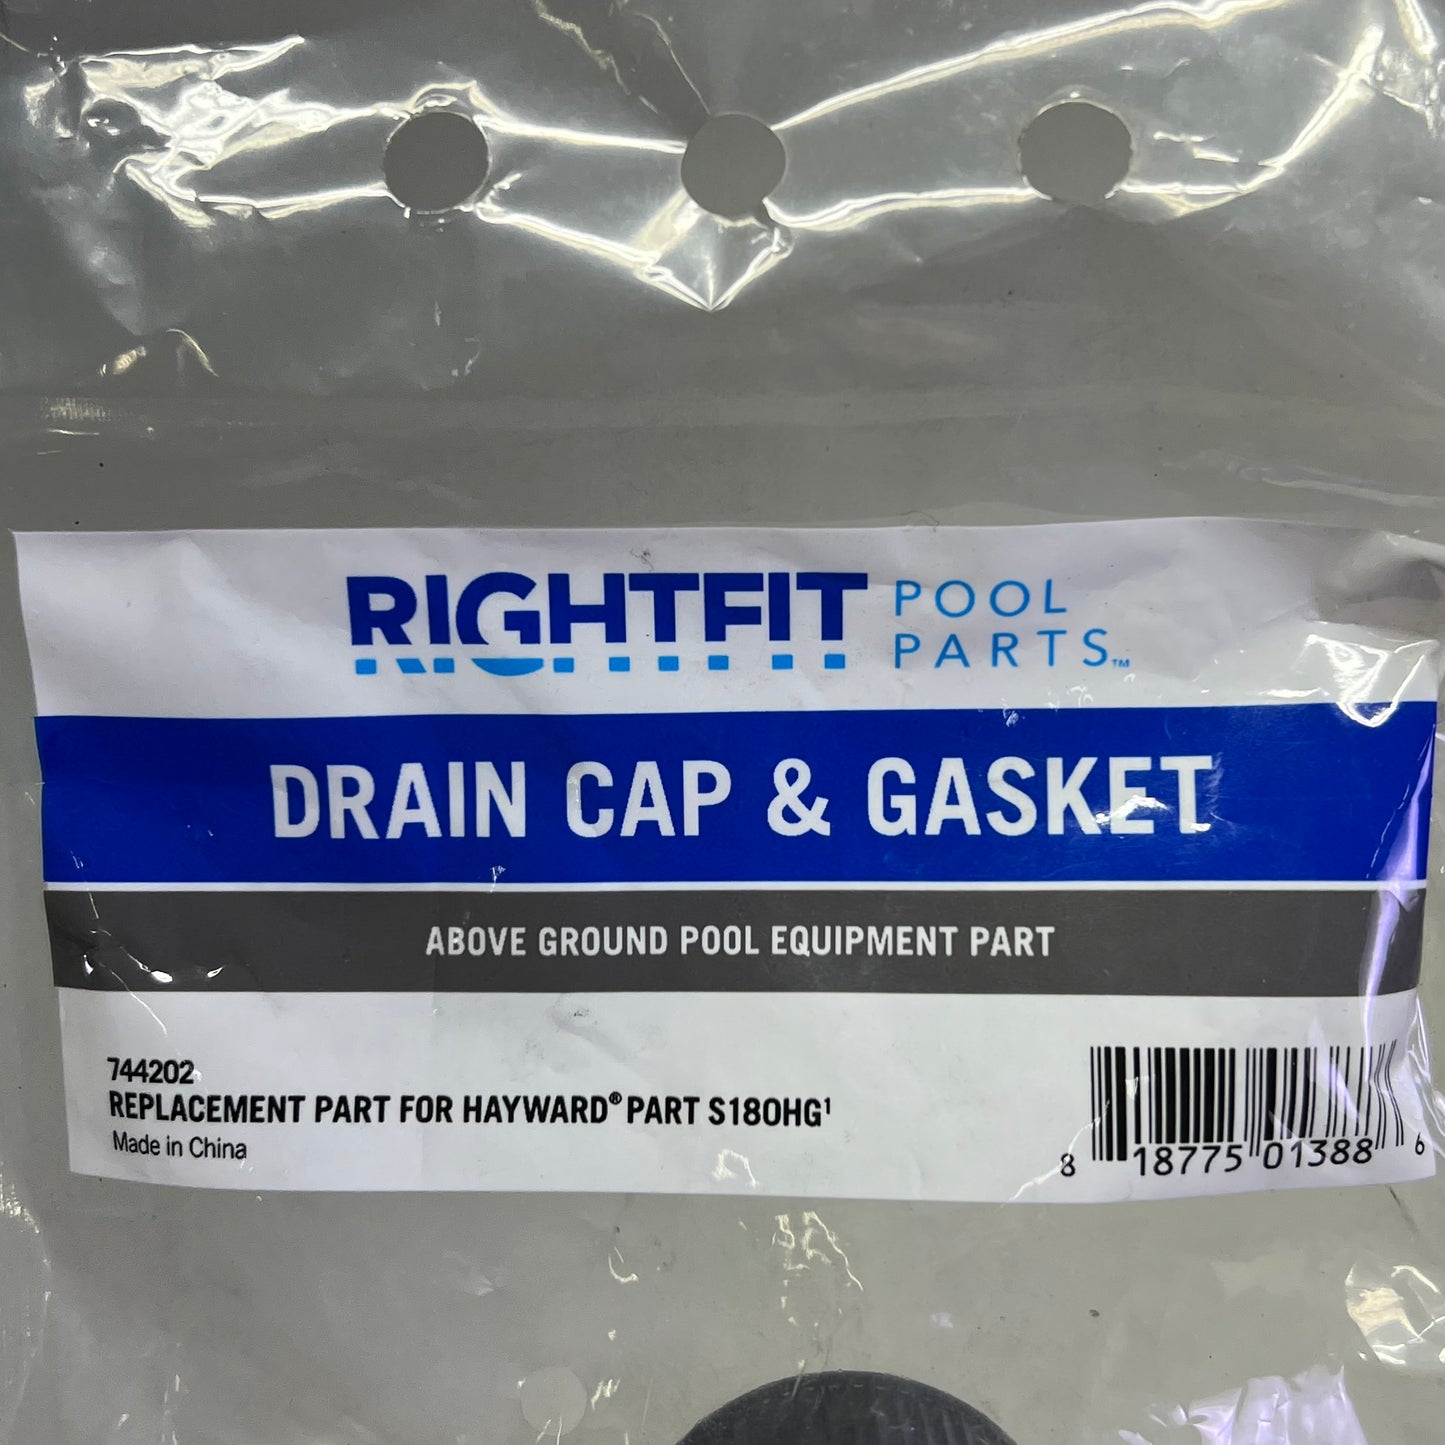 RIGHTFIT POOL PARTS™
DRAIN CAP & GASKET
ABOVE GROUND POOL EQUIPMENT PART
744202
REPLACEMENT PART FOR HAYWARD® PART S180HG¹
Made in China
8 18775 01388 6